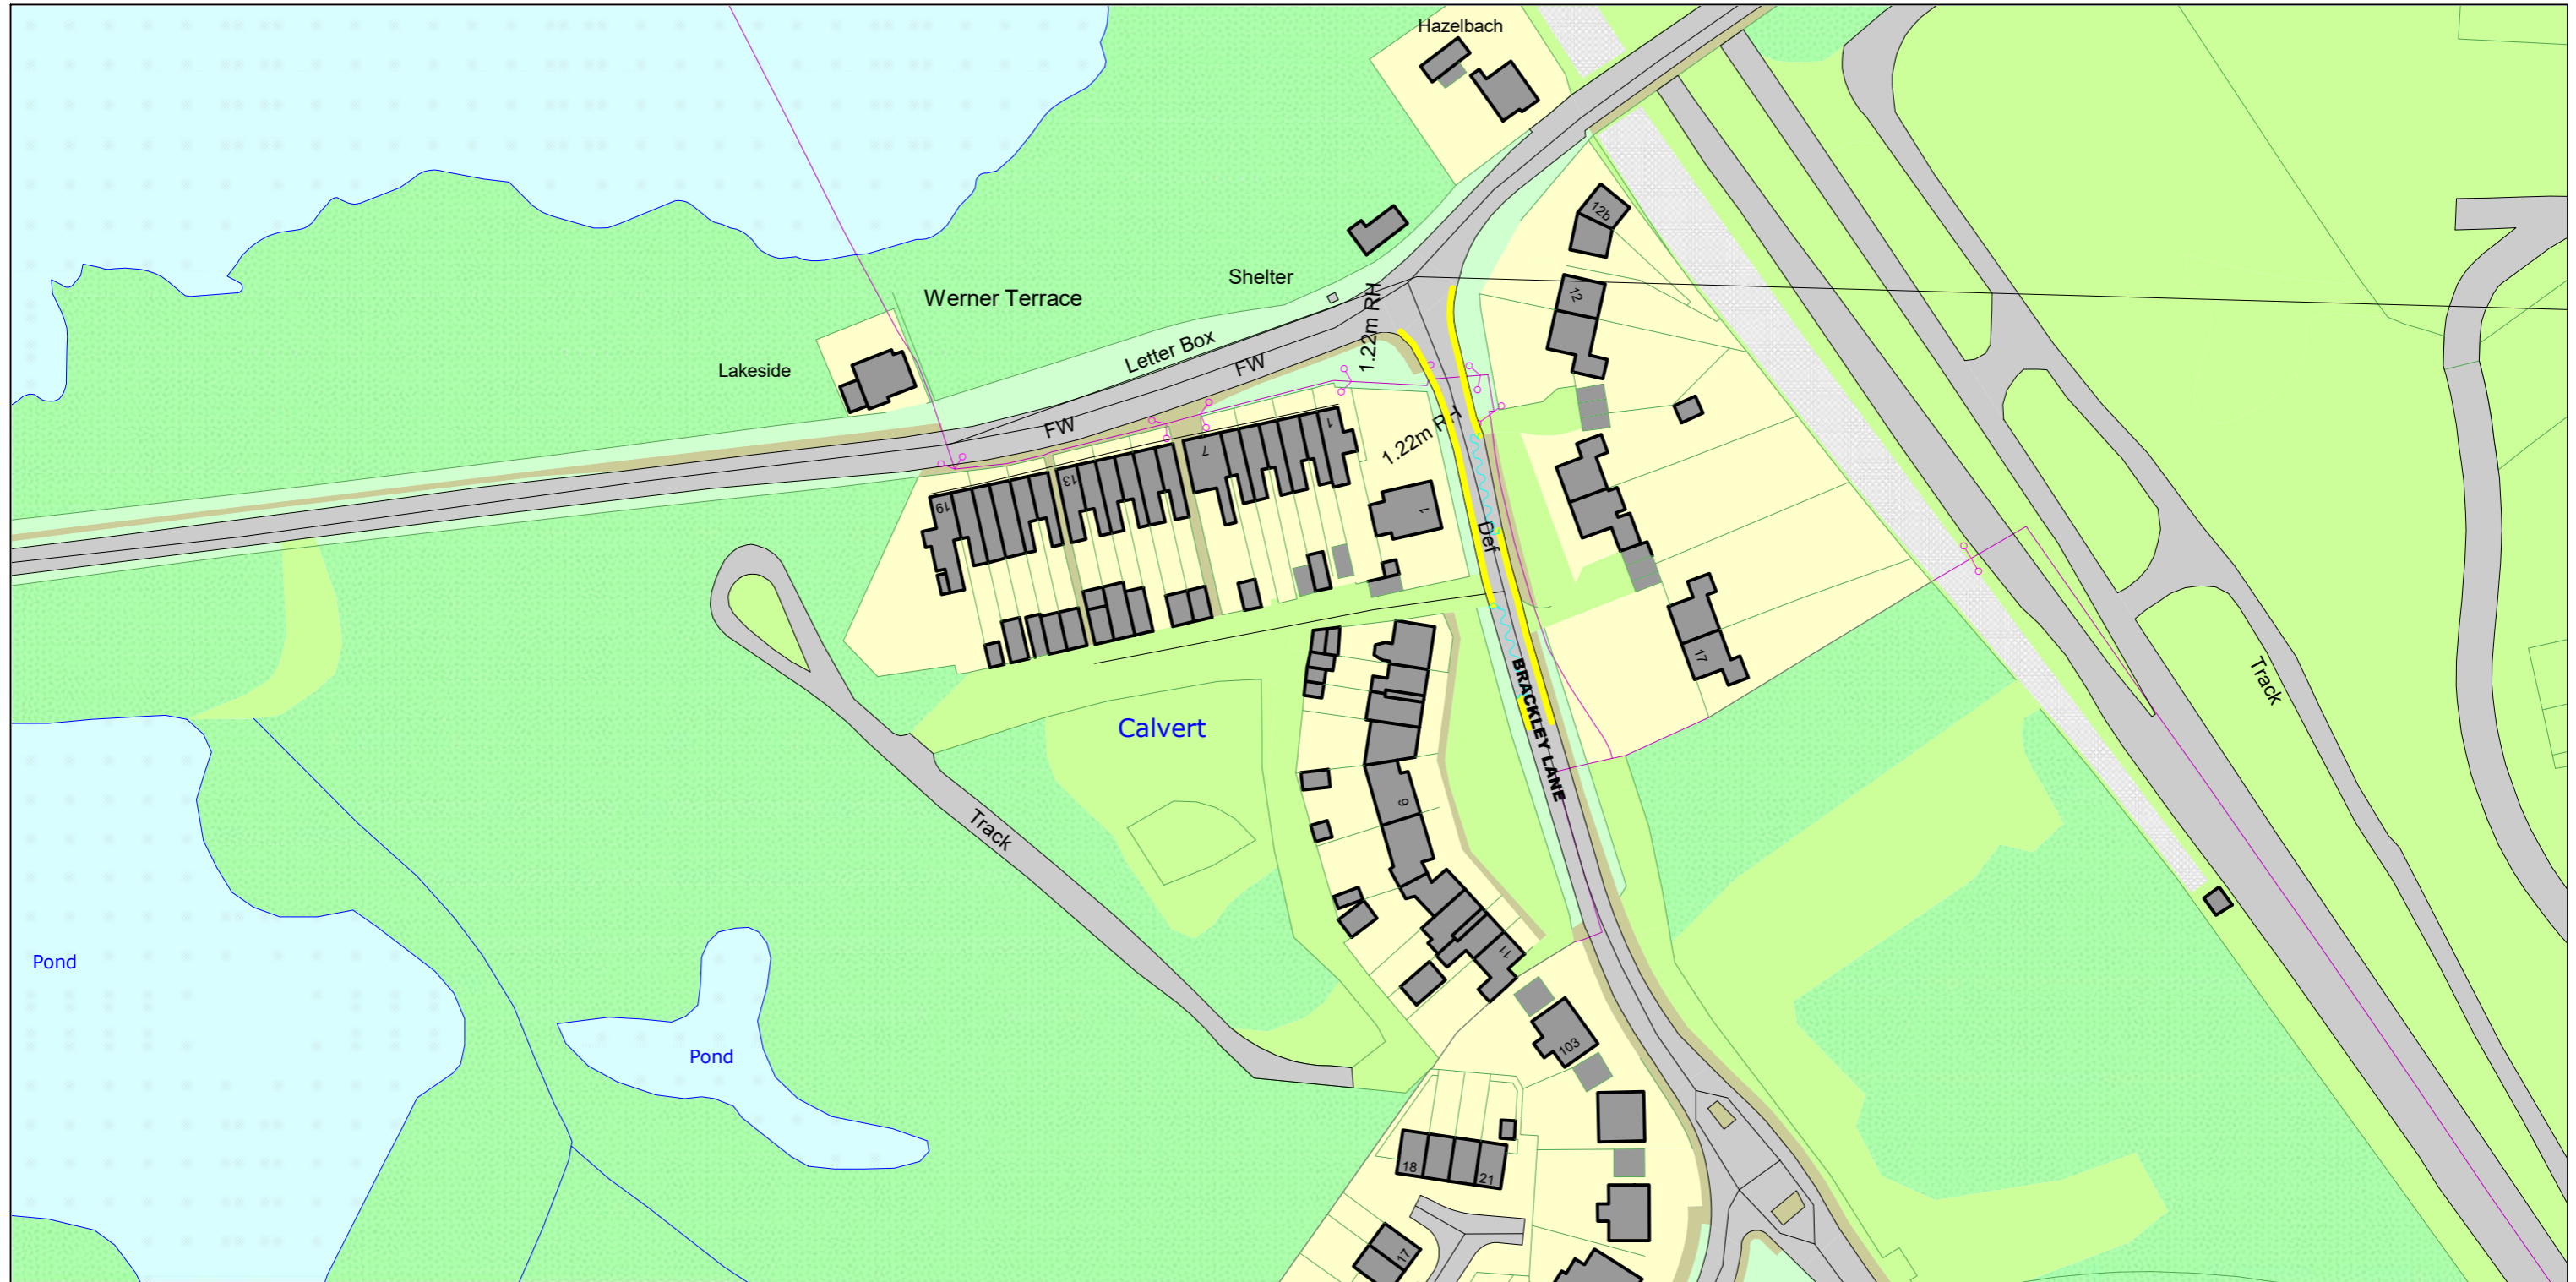 Hazelbach
12b
Shelter
12
Werner Terrace
1.22m RH
Letter Box
FW
Lakeside
FW
1
1.22m RH
7
13
19
1
Def
17
BRACKLEY LANE
Track
Calvert
9
Track
11
Pond
103
Pond
18
21
17